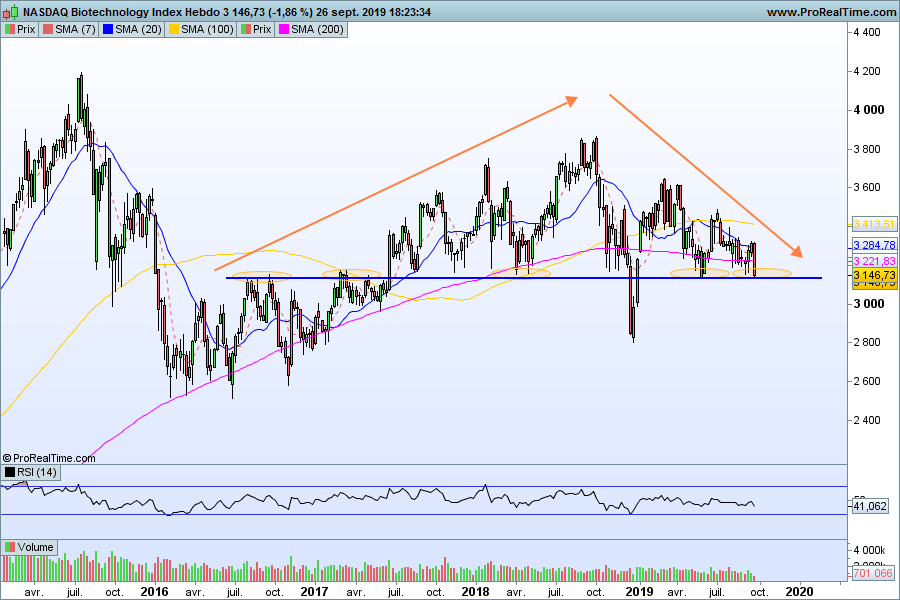 NASDAQ Biotechnology Index Hebdo 3 146,73 (-1,86 %) 26 sept. 2019 18:23:34 www.ProRealTime.com
Prix SMA (7) SMA (20) SMA (100) Prix SMA (200)
4 400
4 200
4 000
3 800
3 600
3 413,51
3 284,78
3 221,83
3 146,73
3 000
2 800
2 600
2 400
© ProRealTime.com
RSI (14)
41,062
Volume
4 000k
701 066
avr. juil. oct. 2016 avr. juil. oct. 2017 avr. juil. oct. 2018 avr. juil. oct. 2019 avr. juil. oct. 2020